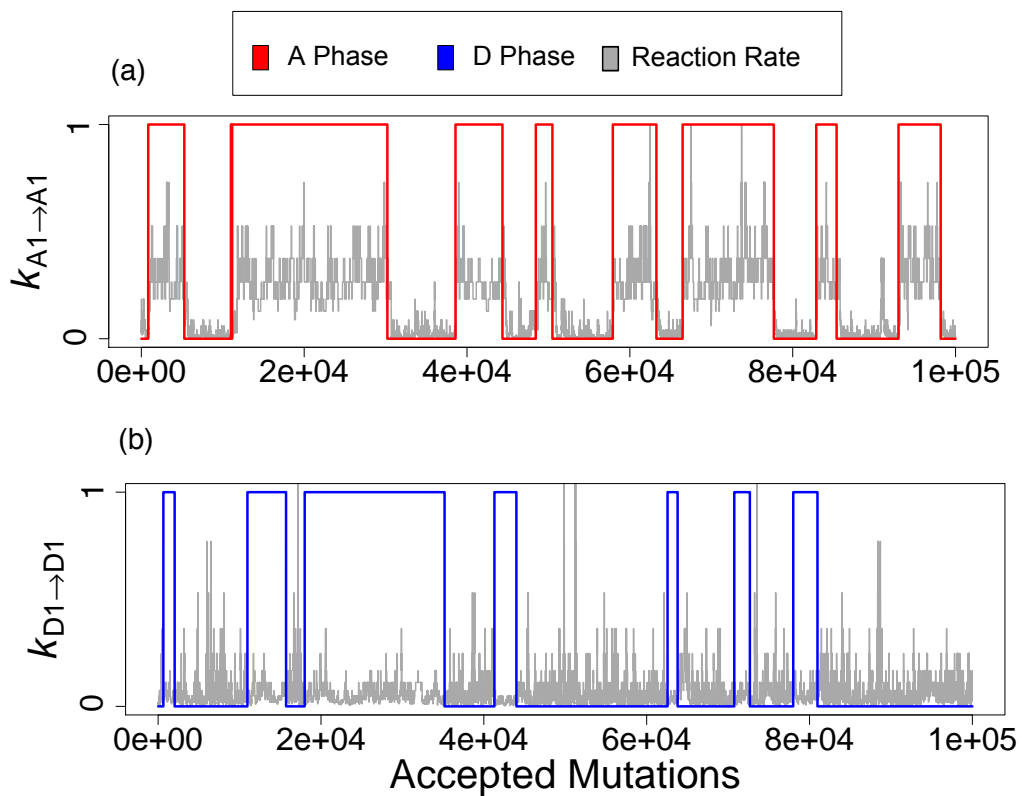 A Phase D Phase Reaction Rate
(a)
kA1→A1
1
0
0e+00 2e+04 4e+04 6e+04 8e+04 1e+05
(b)
kD1→D1
1
0
0e+00 2e+04 4e+04 6e+04 8e+04 1e+05
Accepted Mutations